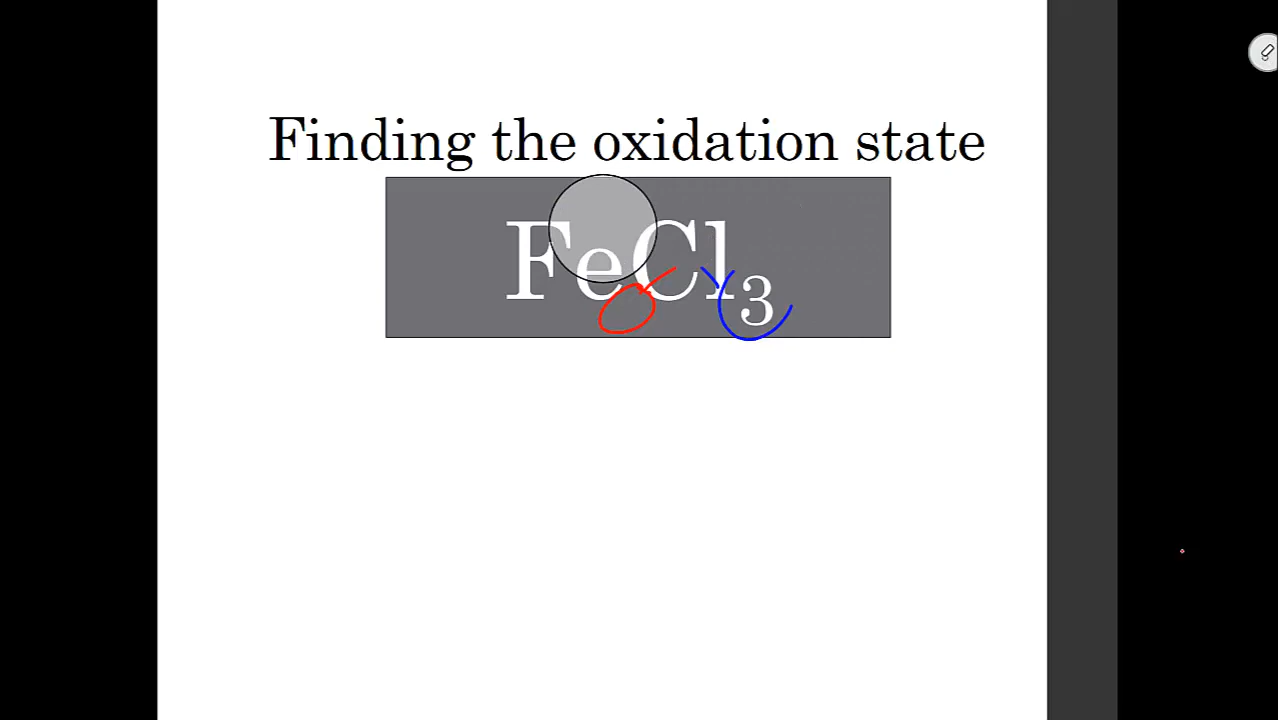 Finding the oxidation state
FeCl₃